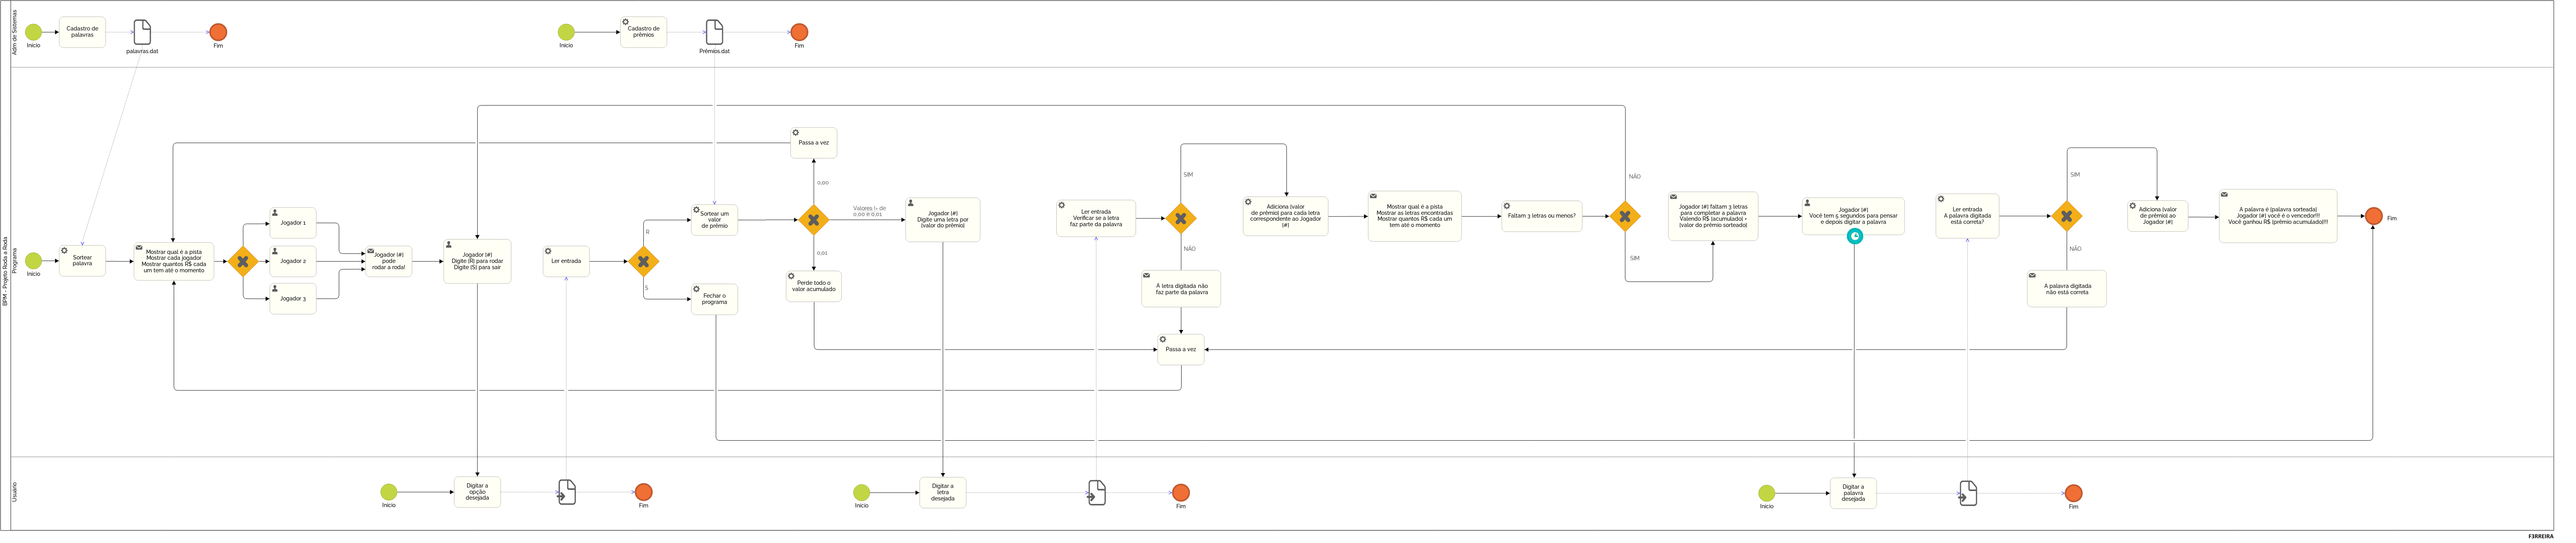 BPM - Projeto Roda a Roda
Adm de Sistemas
Início
Cadastro de
palavras
palavras.dat
Fim
Início
Cadastro de
prêmios
Prêmios.dat
Fim
Programa
Início
Sortear
palavra
Mostrar qual é a pista
Mostrar cada jogador
Mostrar quantos R$ cada
um tem até o momento
Jogador 1
Jogador 2
Jogador 3
Jogador (#)
pode
rodar a roda!
Jogador (#)
Digite (R) para rodar
Digite (S) para sair
Ler entrada
R
S
Sortear um
valor
de prêmio
Fechar o
programa
Passa a vez
0,00
Valores != de
0,00 e 0,01
0,01
Perde todo o
valor acumulado
Jogador (#)
Digite uma letra por
(valor do prêmio)
Ler entrada
Verificar se a letra
faz parte da palavra
SIM
NÃO
A letra digitada não
faz parte da palavra
Passa a vez
Adiciona (valor
de prêmio) para cada letra
correspondente ao Jogador
(#)
Mostrar qual é a pista
Mostrar as letras encontradas
Mostrar quantos R$ cada um
tem até o momento
Faltam 3 letras ou menos?
NÃO
SIM
Jogador (#) faltam 3 letras
para completar a palavra
Valendo R$ (acumulado) +
(valor do prêmio sorteado)
Jogador (#)
Você tem 5 segundos para pensar
e depois digitar a palavra
Ler entrada
A palavra digitada
está correta?
SIM
NÃO
A palavra digitada
não está correta
Adiciona (valor
de prêmio) ao
Jogador (#)
A palavra é (palavra sorteada)
Jogador (#) você é o vencedor!!!
Você ganhou R$ (prêmio acumulado)!!!
Fim
Usuário
Início
Digitar a
opção
desejada
Fim
Início
Digitar a
letra
desejada
Fim
Início
Digitar a
palavra
desejada
Fim
F3RREIRA